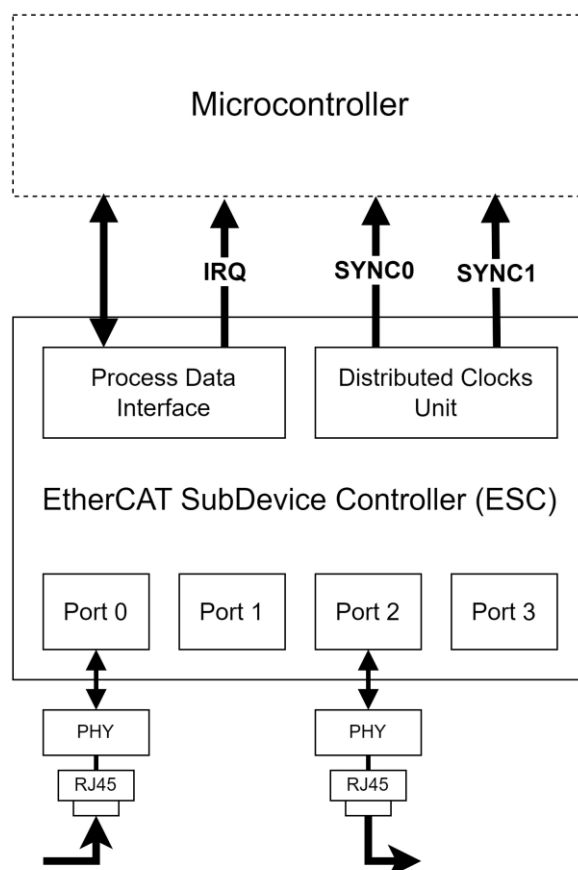 Microcontroller
IRQ
SYNC0
SYNC1
Process Data
Interface
Distributed Clocks
Unit
EtherCAT SubDevice Controller (ESC)
Port 0
Port 1
Port 2
Port 3
PHY
PHY
RJ45
RJ45